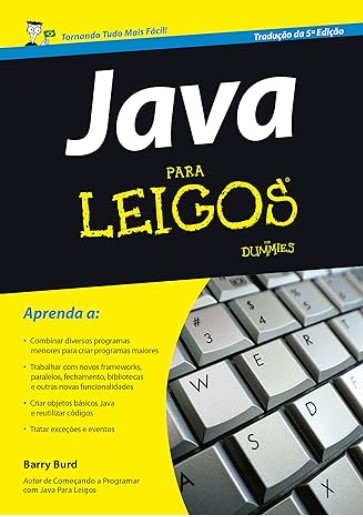 Tornando Tudo Mais Fácil!
Tradução da 5ª Edição
Java
PARA
LEIGOS®
FOR
DUMMIES
Aprenda a:
• Combinar diversos programas
menores para criar programas maiores
• Trabalhar com novos frameworks,
paralelos, fechamento, bibliotecas
e outras novas funcionalidades
• Criar objetos básicos Java
e reutilizar códigos
• Tratar exceções e eventos
Barry Burd
Autor de Começando a Programar
com Java Para Leigos
#
3
$
4
W
E
R
S
D